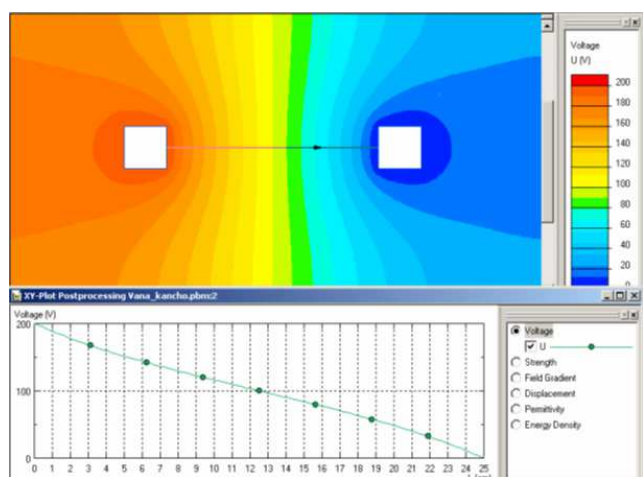 Voltage
U (V)
200
180
160
140
120
100
80
60
40
20
0
XY-Plot Postprocessing Vana_kancho.pbm:2
Voltage (V)
200
100
0
0 1 2 3 4 5 6 7 8 9 10 11 12 13 14 15 16 17 18 19 20 21 22 23 24 25
Voltage
U
Strength
Field Gradient
Displacement
Permittivity
Energy Density